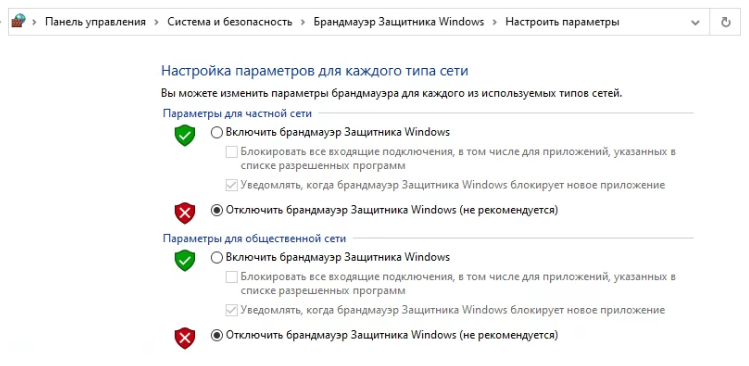 Панель управления > Система и безопасность > Брандмауэр Защитника Windows > Настроить параметры
Настройка параметров для каждого типа сети
Вы можете изменить параметры брандмауэра для каждого из используемых типов сетей.
Параметры для частной сети
Включить брандмауэр Защитника Windows
Блокировать все входящие подключения, в том числе для приложений, указанных в
списке разрешенных программ
Уведомлять, когда брандмауэр Защитника Windows блокирует новое приложение
Отключить брандмауэр Защитника Windows (не рекомендуется)
Параметры для общественной сети
Включить брандмауэр Защитника Windows
Блокировать все входящие подключения, в том числе для приложений, указанных в
списке разрешенных программ
Уведомлять, когда брандмауэр Защитника Windows блокирует новое приложение
Отключить брандмауэр Защитника Windows (не рекомендуется)